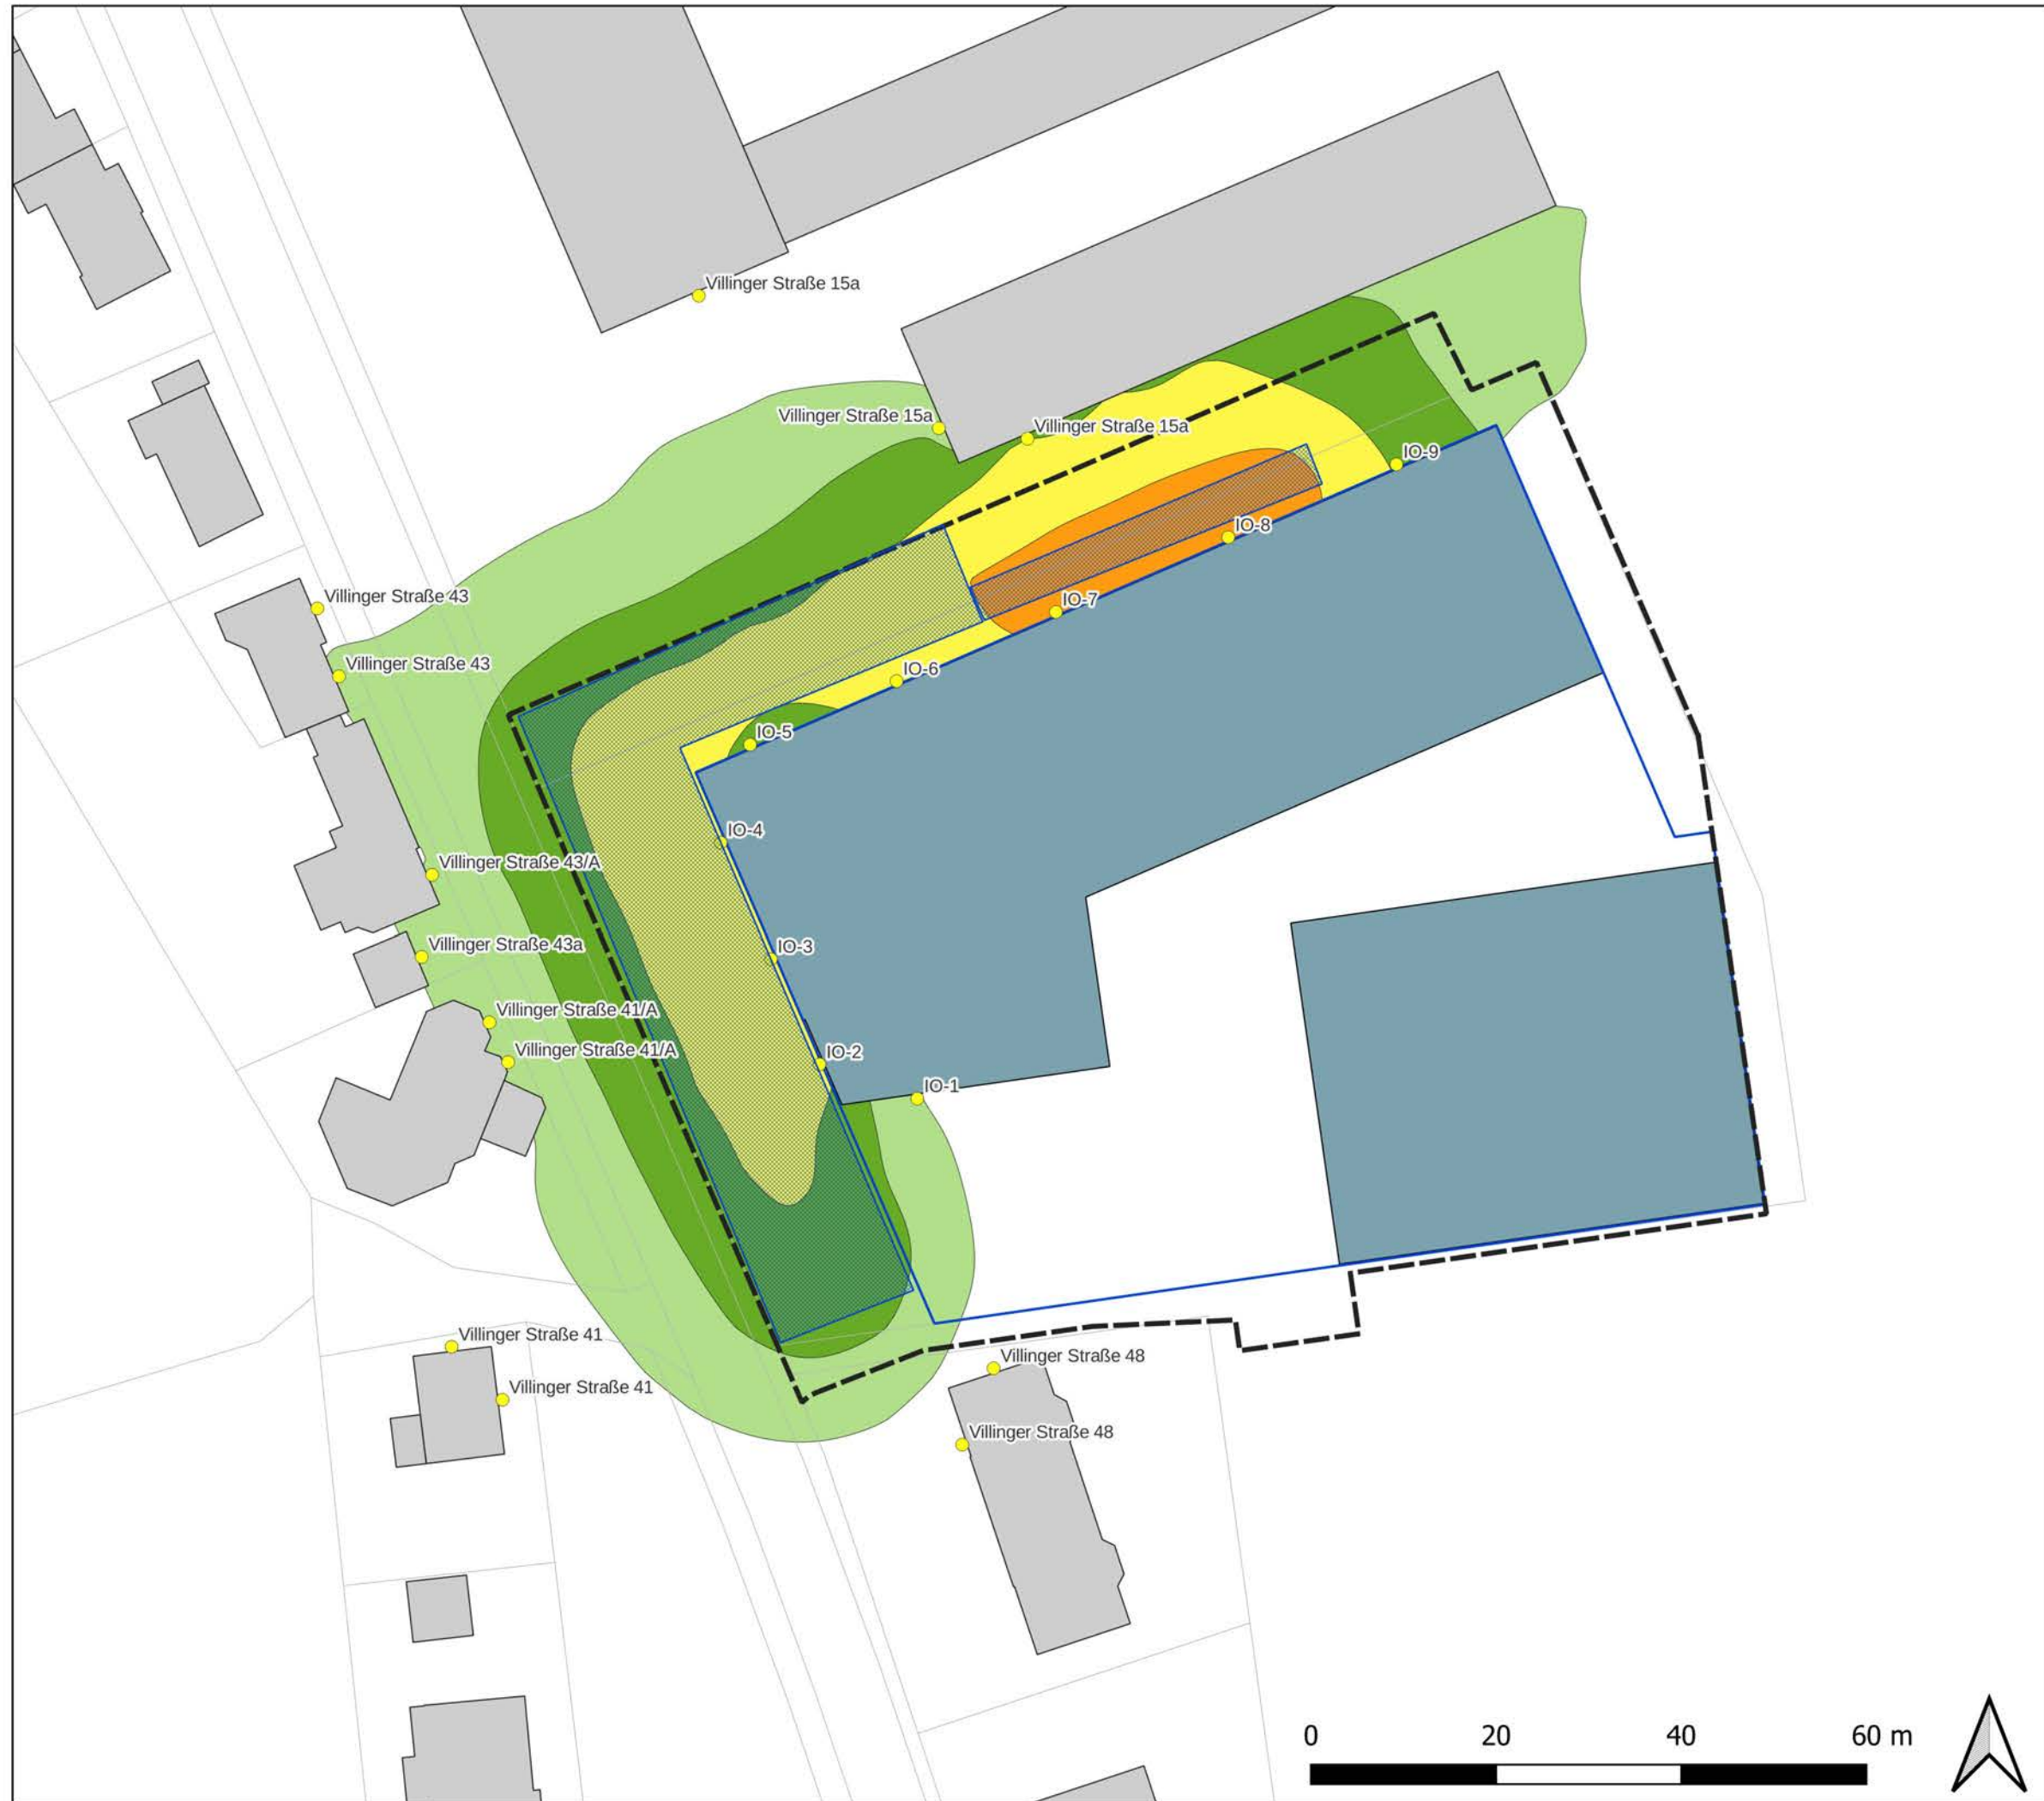 Villinger Straße 15a
Villinger Straße 15a
Villinger Straße 15a
IO-9
IO-8
Villinger Straße 43
IO-7
Villinger Straße 43
IO-6
IO-5
IO-4
Villinger Straße 43/A
Villinger Straße 43a
IO-3
Villinger Straße 41/A
Villinger Straße 41/A
IO-2
IO-1
Villinger Straße 41
Villinger Straße 48
Villinger Straße 41
Villinger Straße 48
0 20 40 60 m